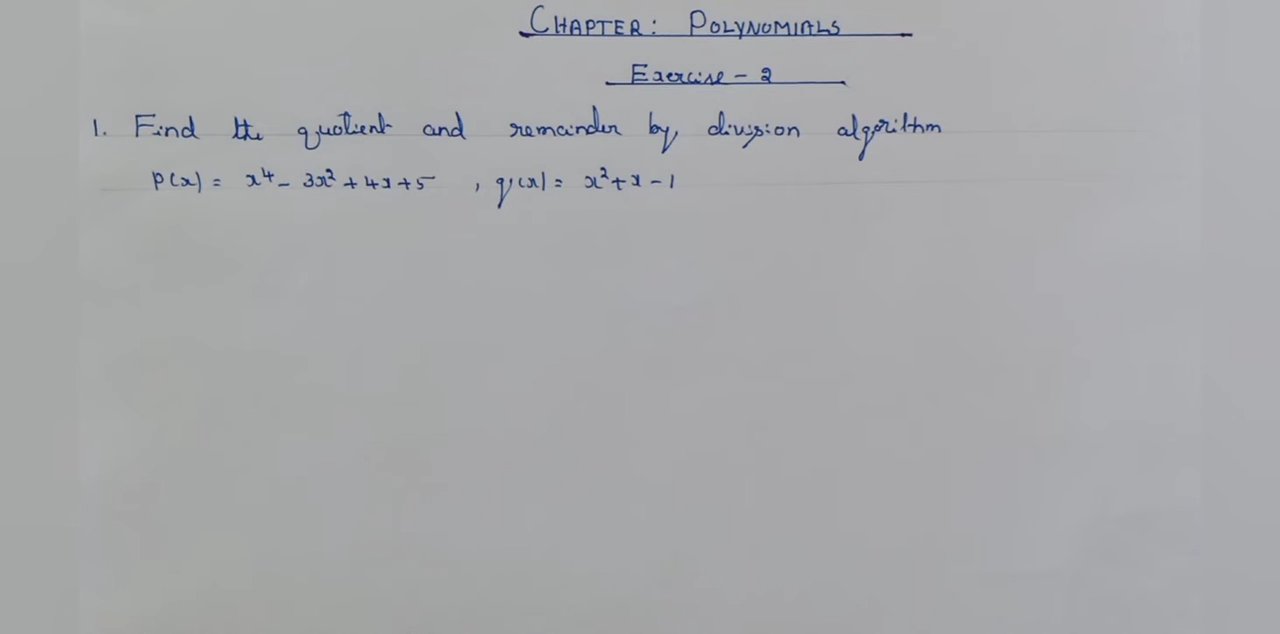 CHAPTER: POLYNOMIALS
Exercise - 2
1. Find the quotient and remainder by division algorithm
P(x) = x⁴ - 3x² + 4x + 5 , q(x) = x² + x - 1